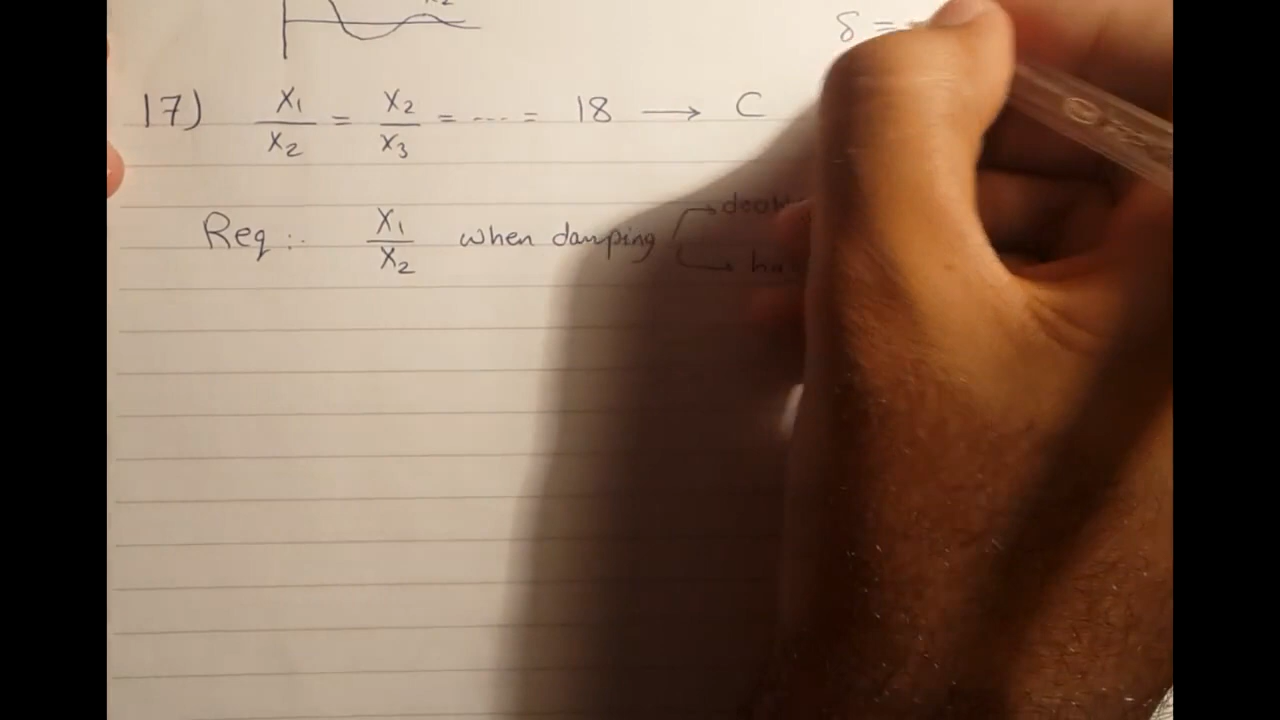 δ =
17) X₁/X₂ = X₂/X₃ = ---- = 18 → C
Req :. X₁/X₂ when damping